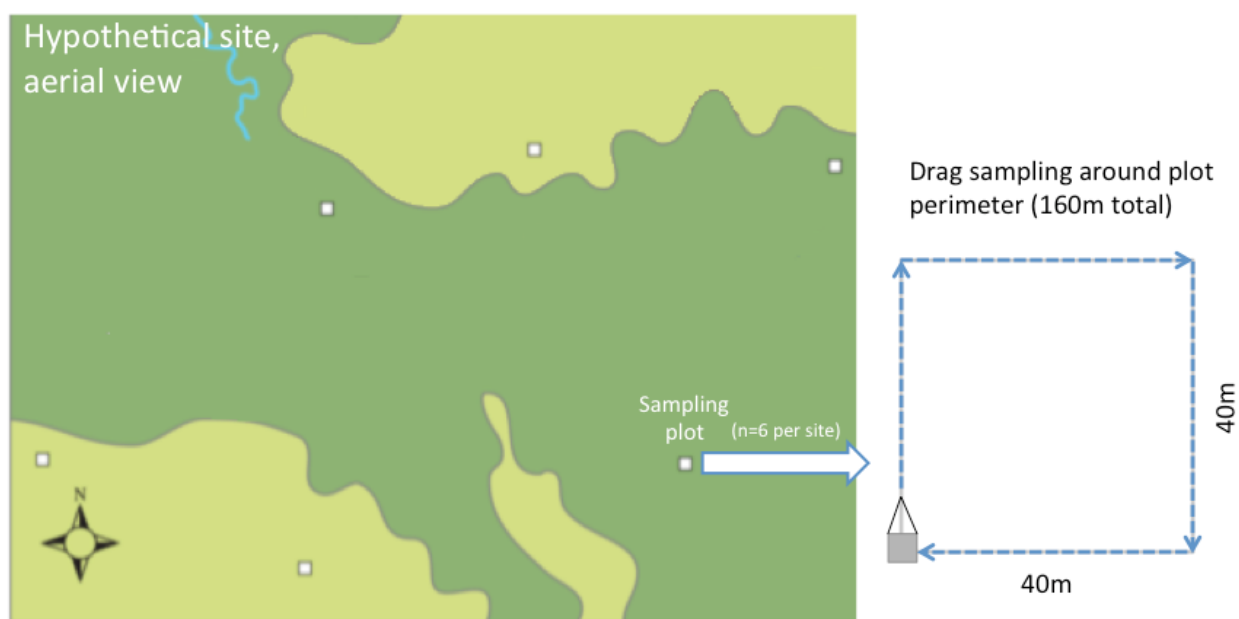 Hypothetical site,
aerial view
Drag sampling around plot
perimeter (160m total)
Sampling
plot
(n=6 per site)
40m
40m
N